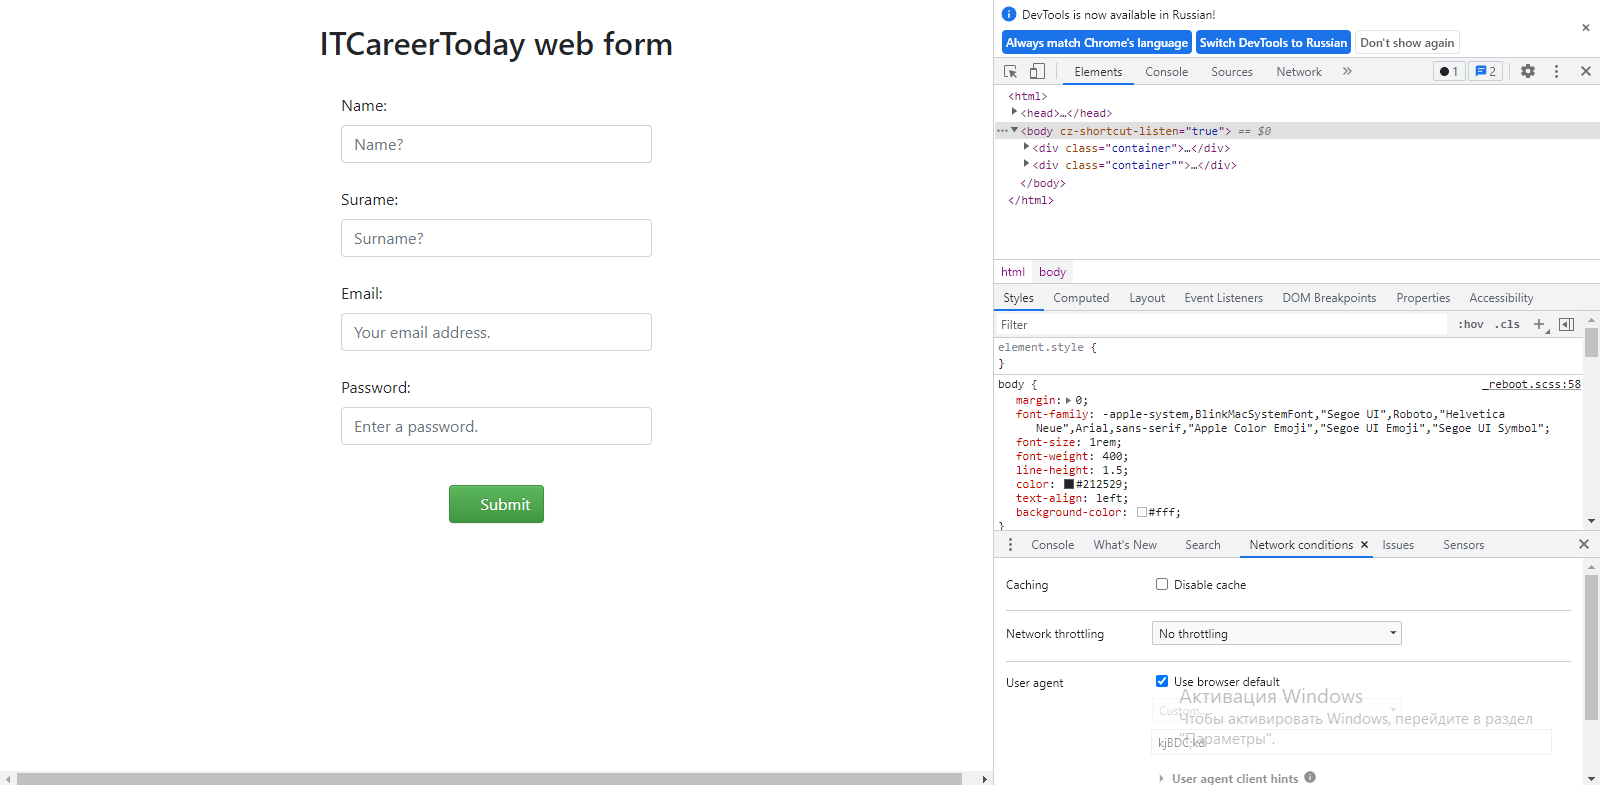 ITCareerToday web form
Name:
Name?
Surame:
Surname?
Email:
Your email address.
Password:
Enter a password.
Submit
DevTools is now available in Russian!
Always match Chrome's language
Switch DevTools to Russian
Don't show again
Elements
Console
Sources
Network
1
2
<html>
<head>…</head>
<body cz-shortcut-listen="true"> == $0
<div class="container">…</div>
<div class="container"">…</div>
</body>
</html>
html
body
Styles
Computed
Layout
Event Listeners
DOM Breakpoints
Properties
Accessibility
Filter
:hov
.cls
element.style {
}
body {
_reboot.scss:58
margin: 0;
font-family: -apple-system,BlinkMacSystemFont,"Segoe UI",Roboto,"Helvetica
Neue",Arial,sans-serif,"Apple Color Emoji","Segoe UI Emoji","Segoe UI Symbol";
font-size: 1rem;
font-weight: 400;
line-height: 1.5;
color: #212529;
text-align: left;
background-color: #fff;
}
Console
What's New
Search
Network conditions
Issues
Sensors
Caching
Disable cache
Network throttling
No throttling
User agent
Use browser default
Активация Windows
Custom...
Чтобы активировать Windows, перейдите в раздел
"Параметры".
kjBDC;kd
User agent client hints